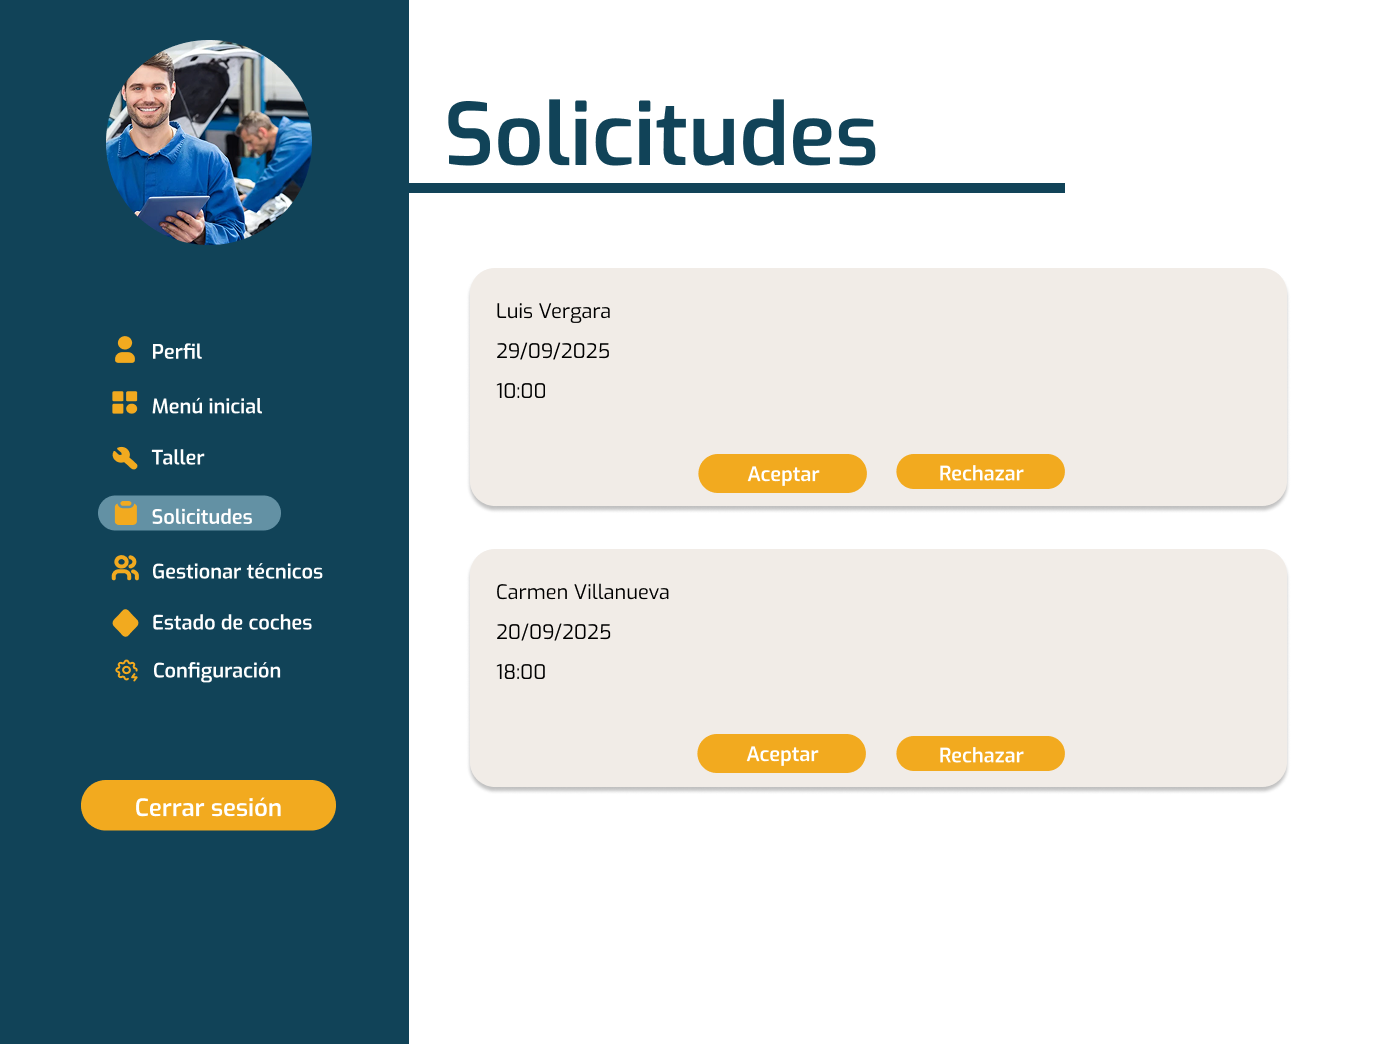 Solicitudes
Perfil
Menú inicial
Taller
Solicitudes
Gestionar técnicos
Estado de coches
Configuración
Cerrar sesión
Luis Vergara
29/09/2025
10:00
Aceptar
Rechazar
Carmen Villanueva
20/09/2025
18:00
Aceptar
Rechazar